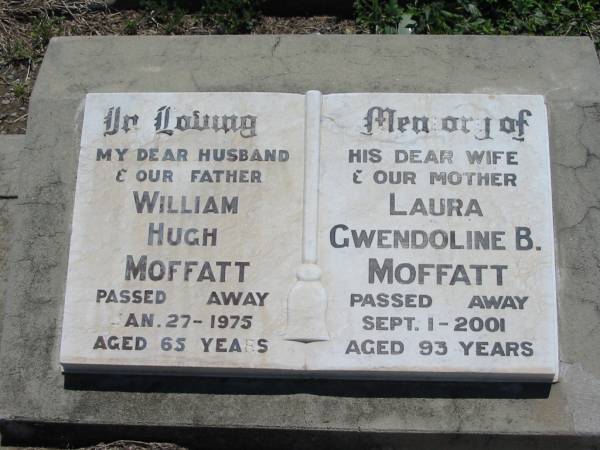 In Loving Memory of
MY DEAR HUSBAND
& OUR FATHER
WILLIAM
HUGH
MOFFATT
PASSED AWAY
JAN. 27-1975
AGED 65 YEARS
HIS DEAR WIFE
& OUR MOTHER
LAURA
GWENDOLINE B.
MOFFATT
PASSED AWAY
SEPT. 1-2001
AGED 93 YEARS